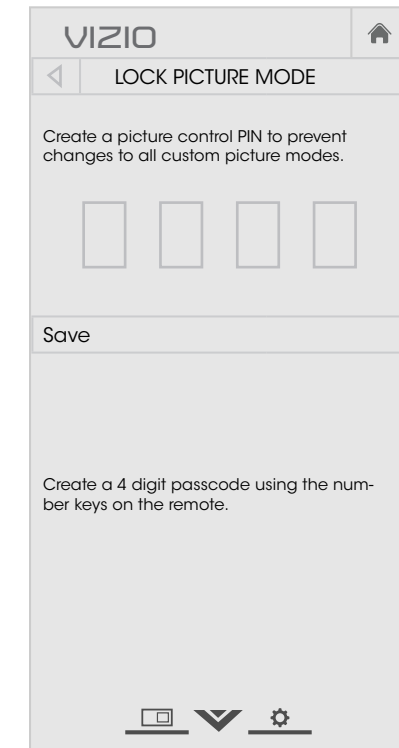 VIZIO
LOCK PICTURE MODE
Create a picture control PIN to prevent
changes to all custom picture modes.
Save
Create a 4 digit passcode using the num-
ber keys on the remote.